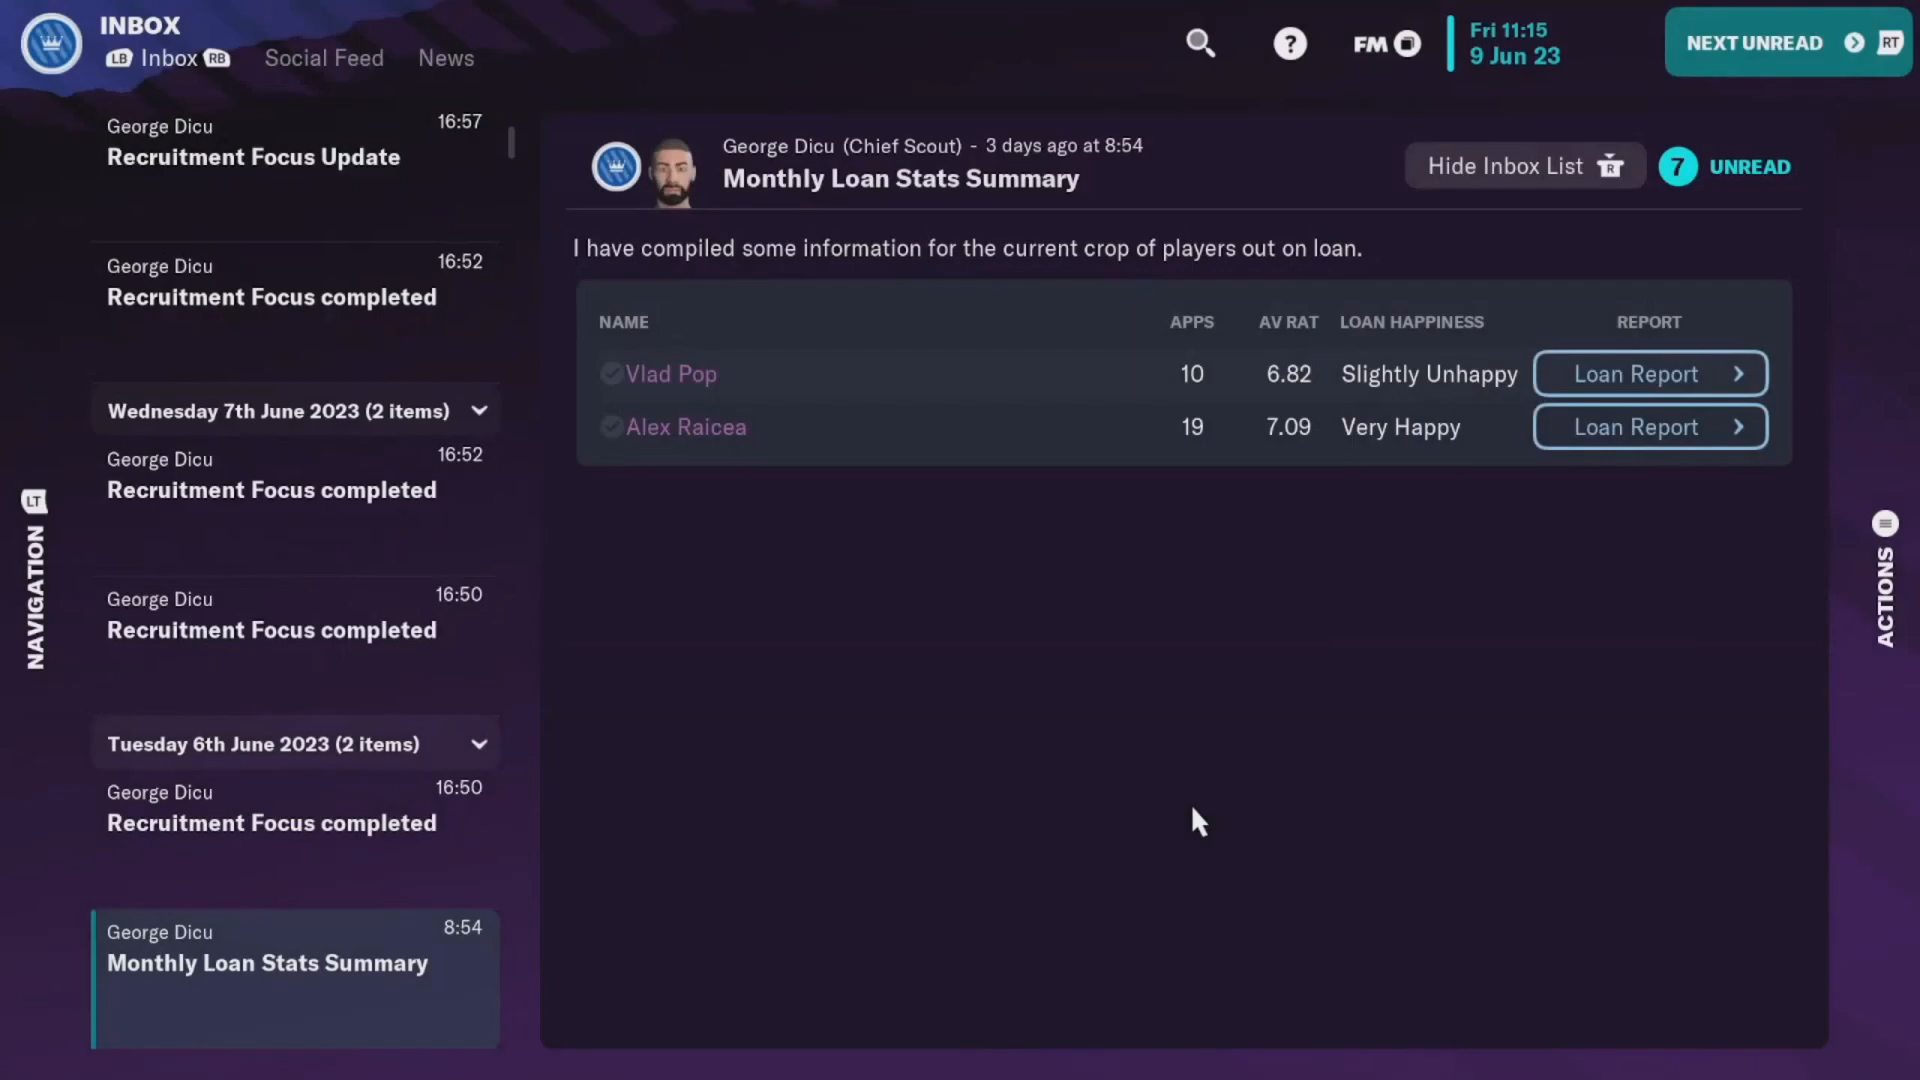 INBOX
LB Inbox RB Social Feed News
FM
Fri 11:15
9 Jun 23
NEXT UNREAD RT
George Dicu 16:57
Recruitment Focus Update
George Dicu 16:52
Recruitment Focus completed
Wednesday 7th June 2023 (2 items)
George Dicu 16:52
Recruitment Focus completed
George Dicu 16:50
Recruitment Focus completed
Tuesday 6th June 2023 (2 items)
George Dicu 16:50
Recruitment Focus completed
George Dicu 8:54
Monthly Loan Stats Summary
LT NAVIGATION
George Dicu (Chief Scout) - 3 days ago at 8:54
Monthly Loan Stats Summary
Hide Inbox List R 7 UNREAD
I have compiled some information for the current crop of players out on loan.
NAME APPS AV RAT LOAN HAPPINESS REPORT
Vlad Pop 10 6.82 Slightly Unhappy Loan Report
Alex Raicea 19 7.09 Very Happy Loan Report
ACTIONS